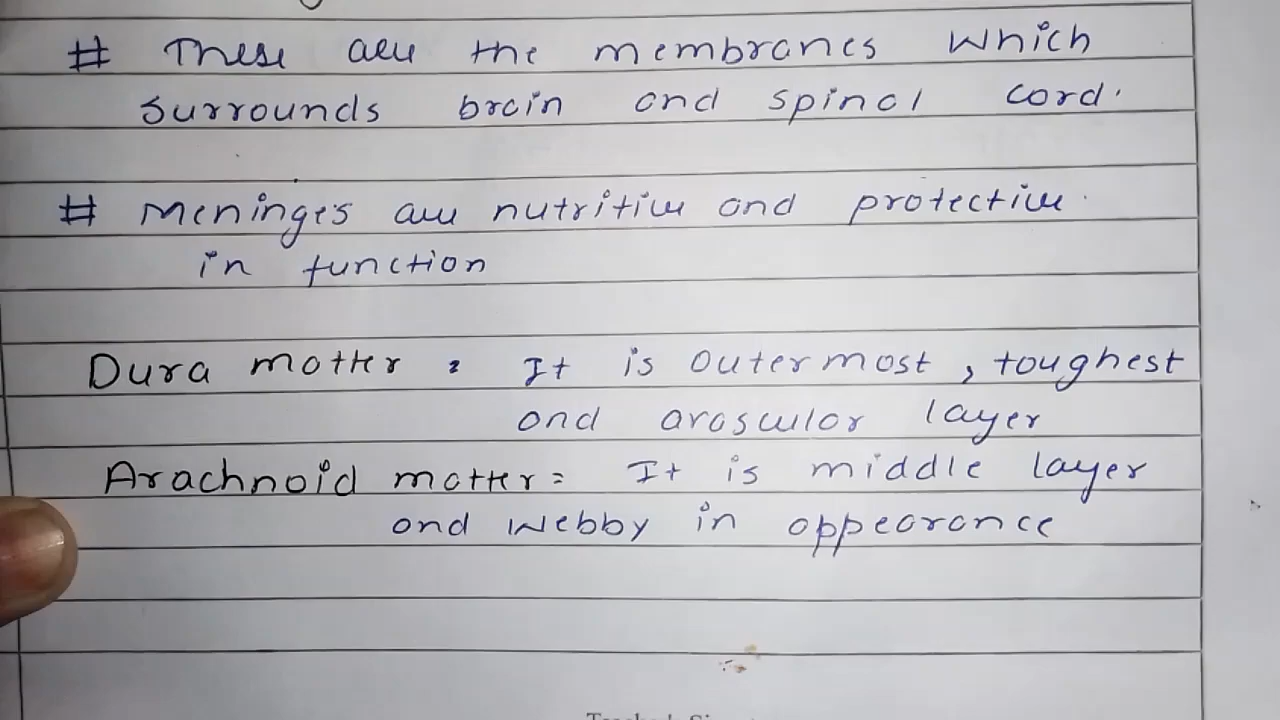 # These are the membranes which
surrounds brain and spinal cord.
# Meninges are nutritive and protective
in function
Dura matter : It is outermost, toughest
and avascular layer
Arachnoid matter = It is middle layer
and webby in appearance